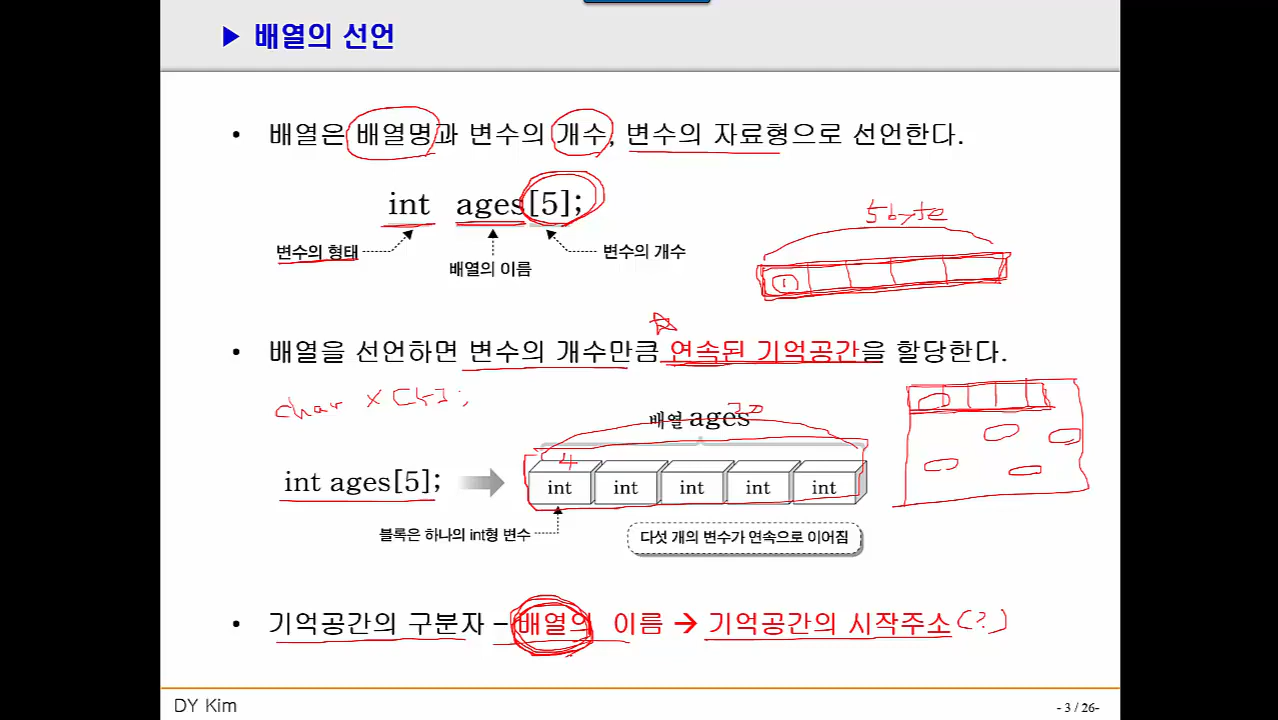 ▶ 배열의 선언
• 배열은 배열명과 변수의 개수, 변수의 자료형으로 선언한다.
int ages[5];
5byte
변수의 형태
변수의 개수
배열의 이름
1
• 배열을 선언하면 변수의 개수만큼 연속된 기억공간을 할당한다.
char x[5];
배열 ages
20
4
int ages[5];
int int int int int
블록은 하나의 int형 변수
다섯 개의 변수가 연속으로 이어짐
• 기억공간의 구분자 – 배열의 이름 → 기억공간의 시작주소 (?)
DY Kim
- 3 / 26-